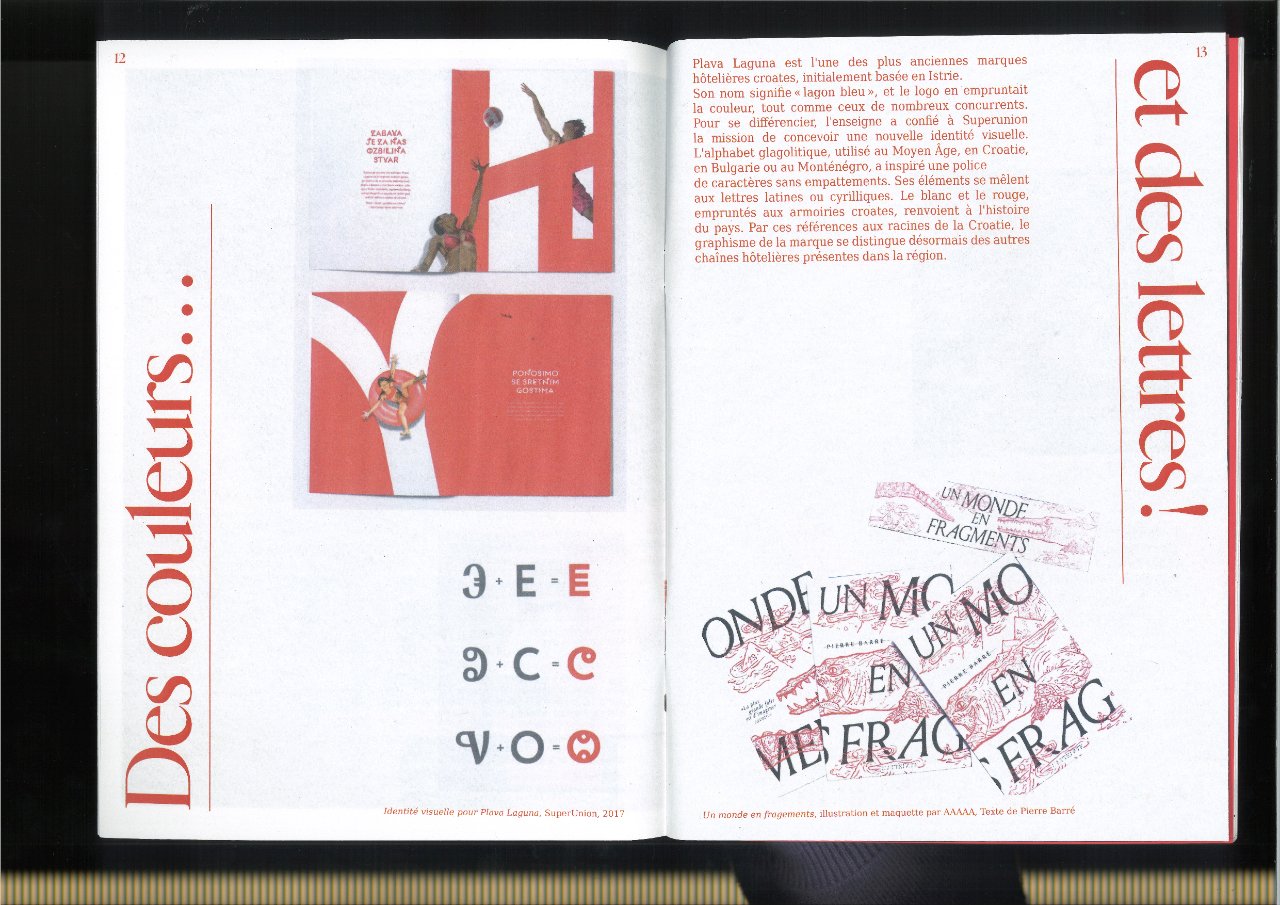 12
Des couleurs...
ZABAVA
JE ZA NAS
OZBILJNA
STVAR
PONOSIMO
SE SRETNIM
GOSTIMA
+ E = E
+ C = C
+ O =
Identité visuelle pour Plava Laguna, SuperUnion, 2017
13
et des lettres!
Plava Laguna est l'une des plus anciennes marques
hôtelières croates, initialement basée en Istrie.
Son nom signifie « lagon bleu », et le logo en empruntait
la couleur, tout comme ceux de nombreux concurrents.
Pour se différencier, l'enseigne a confié à Superunion
la mission de concevoir une nouvelle identité visuelle.
L'alphabet glagolitique, utilisé au Moyen Âge, en Croatie,
en Bulgarie ou au Monténégro, a inspiré une police
de caractères sans empattements. Ses éléments se mêlent
aux lettres latines ou cyrilliques. Le blanc et le rouge,
empruntés aux armoiries croates, renvoient à l'histoire
du pays. Par ces références aux racines de la Croatie, le
graphisme de la marque se distingue désormais des autres
chaînes hôtelières présentes dans la région.
UN MONDE
EN
FRAGMENTS
ONDE
UN MO
PIERRE BARRÉ
EN
FRAG
UN MO
PIERRE BARRÉ
EN
FRAG
Un monde en fragements, illustration et maquette par AAAAA, Texte de Pierre Barré